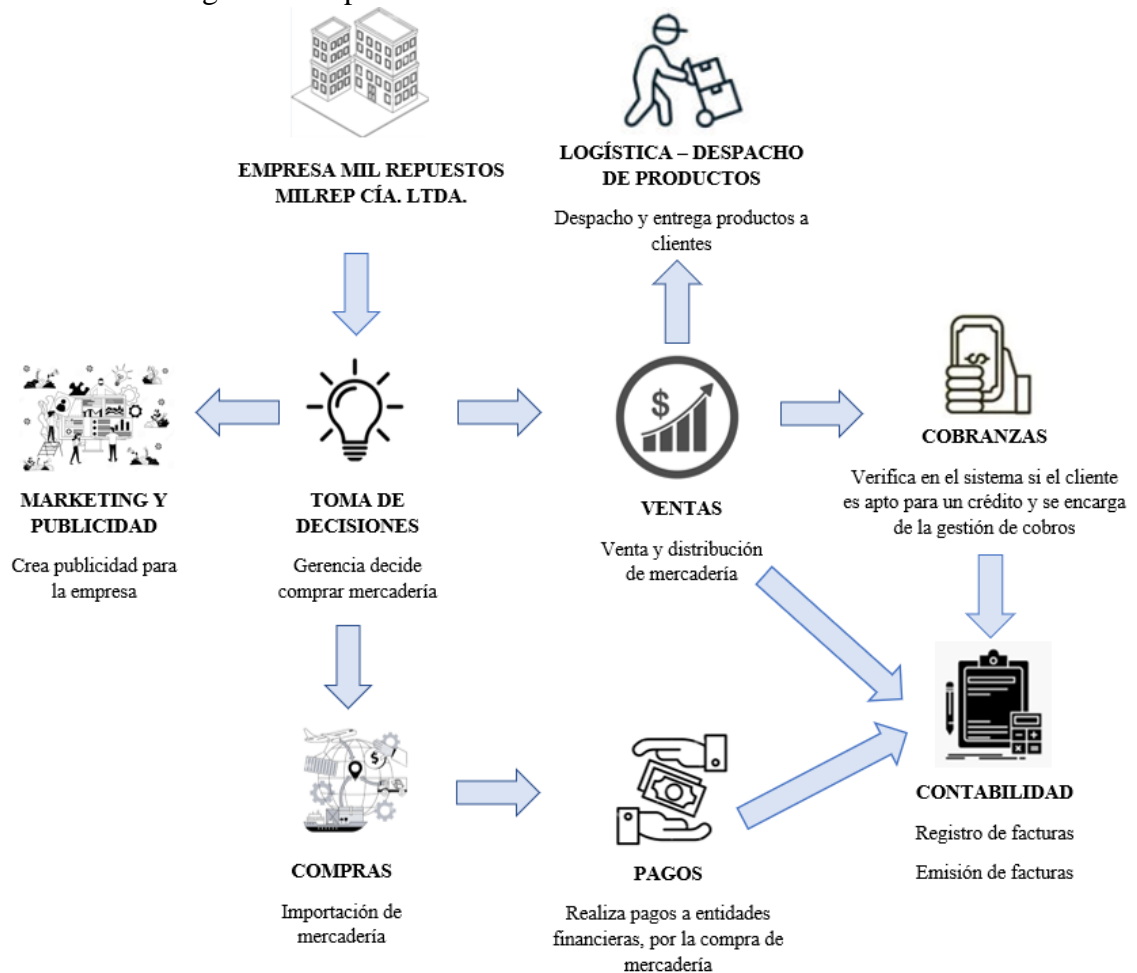 EMPRESA MIL REPUESTOS
MILREP CÍA. LTDA.
LOGÍSTICA – DESPACHO
DE PRODUCTOS
Despacho y entrega productos a
clientes
MARKETING Y
PUBLICIDAD
Crea publicidad para
la empresa
TOMA DE
DECISIONES
Gerencia decide
comprar mercadería
$
VENTAS
Venta y distribución
de mercadería
$
COBRANZAS
Verifica en el sistema si el cliente
es apto para un crédito y se encarga
de la gestión de cobros
$
COMPRAS
Importación de
mercadería
PAGOS
Realiza pagos a entidades
financieras, por la compra de
mercadería
CONTABILIDAD
Registro de facturas
Emisión de facturas